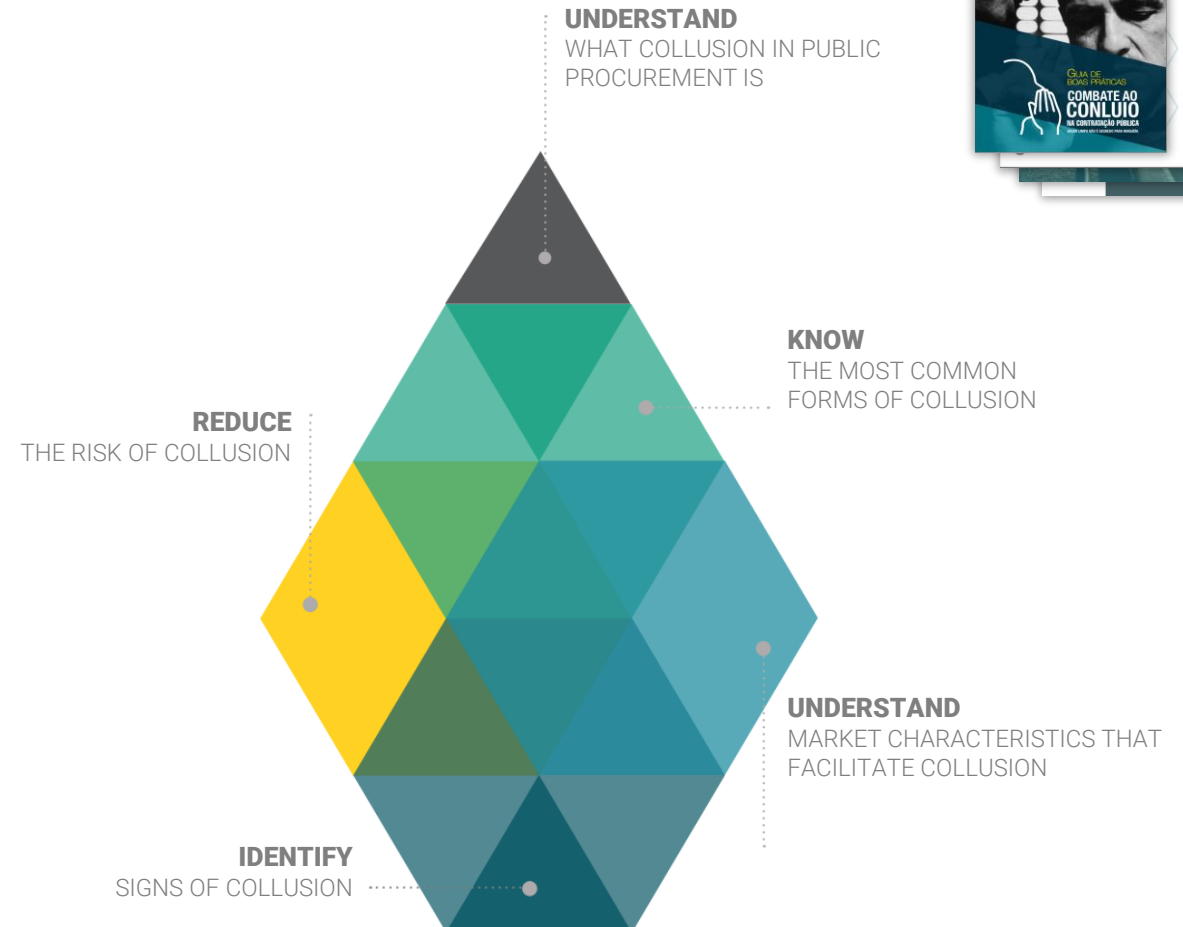 UNDERSTAND
WHAT COLLUSION IN PUBLIC
PROCUREMENT IS
GUIA DE
BOAS PRÁTICAS
COMBATE AO
CONLUIO
NA CONTRATAÇÃO PÚBLICA
KNOW
THE MOST COMMON
FORMS OF COLLUSION
REDUCE
THE RISK OF COLLUSION
UNDERSTAND
MARKET CHARACTERISTICS THAT
FACILITATE COLLUSION
IDENTIFY
SIGNS OF COLLUSION